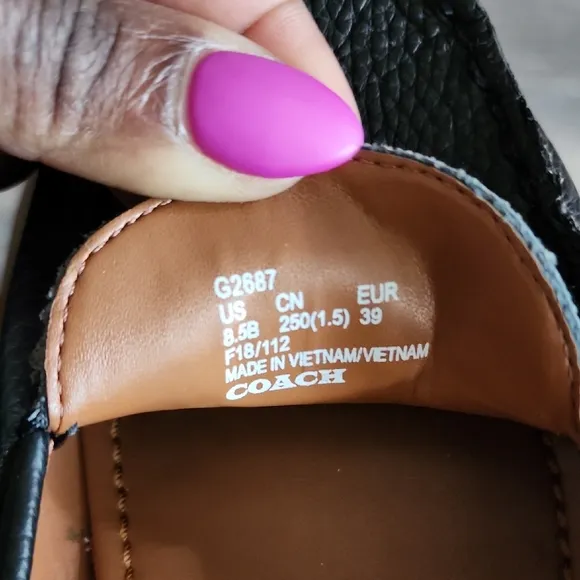 G2687
US CN EUR
8.5B 250(1.5) 39
F18/112
MADE IN VIETNAM/VIETNAM
COACH